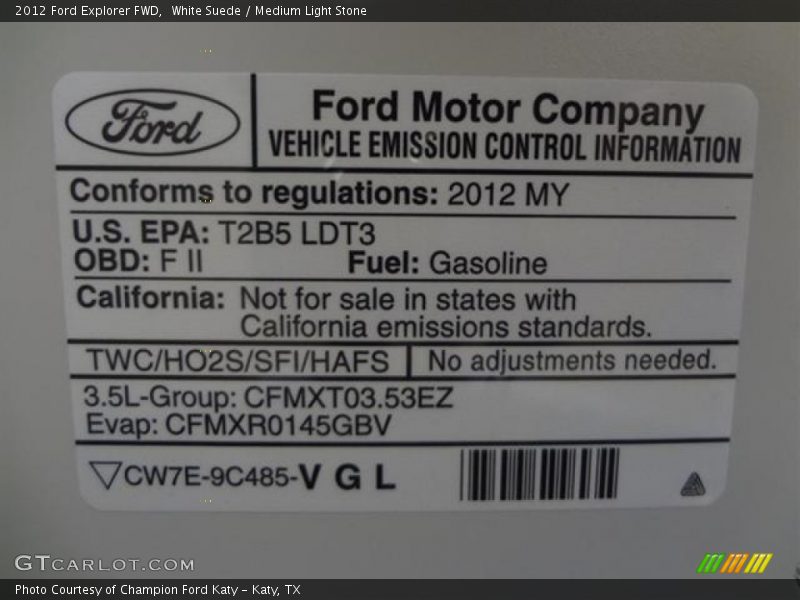 2012 Ford Explorer FWD,  White Suede / Medium Light Stone
Ford
Ford Motor Company
VEHICLE EMISSION CONTROL INFORMATION
Conforms to regulations: 2012 MY
U.S. EPA: T2B5 LDT3
OBD: F II Fuel: Gasoline
California: Not for sale in states with
California emissions standards.
TWC/HO2S/SFI/HAFS No adjustments needed.
3.5L-Group: CFMXT03.53EZ
Evap: CFMXR0145GBV
CW7E-9C485-V G L
GTCARLOT.COM
Photo Courtesy of Champion Ford Katy – Katy, TX